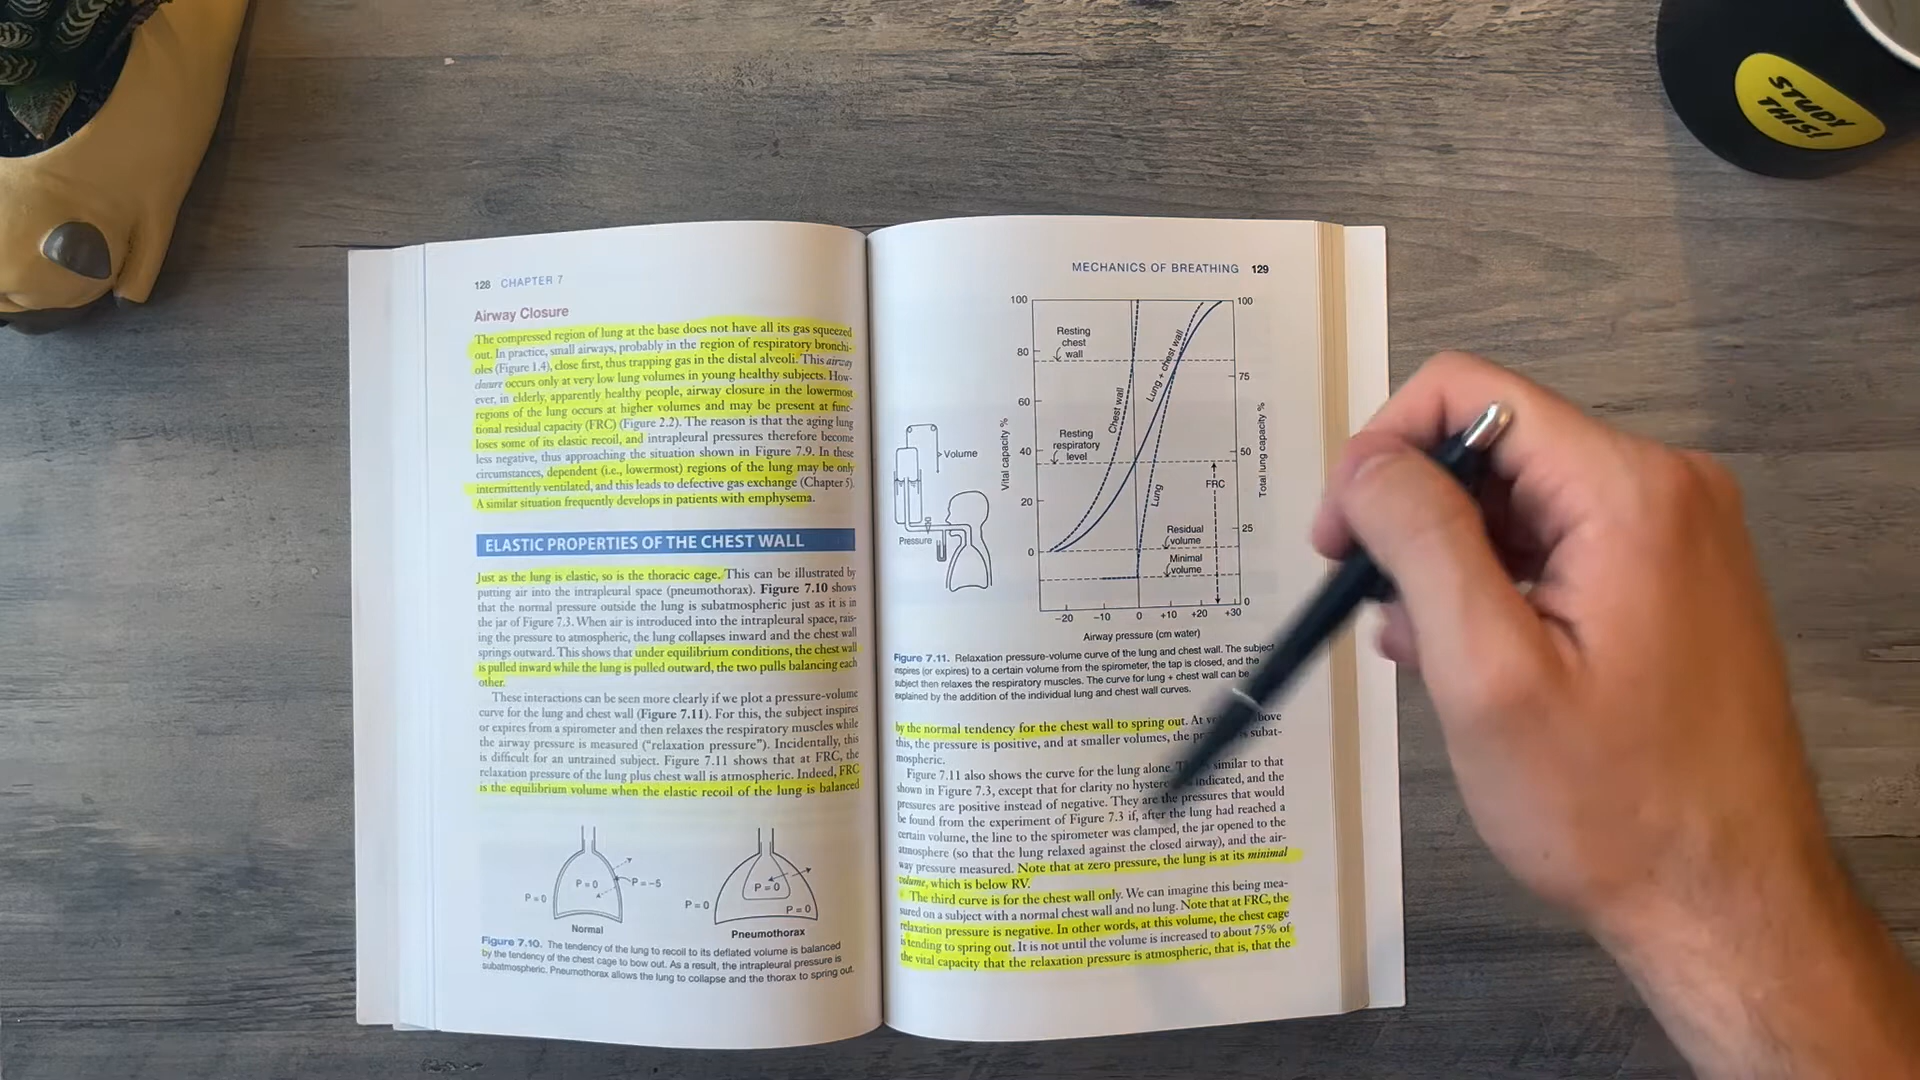 STUDY
THIS!
128 CHAPTER 7
Airway Closure
The compressed region of lung at the base does not have all its gas squeezed
out. In practice, small airways, probably in the region of respiratory bronchi-
oles (Figure 1.4), close first, thus trapping gas in the distal alveoli. This airway
closure occurs only at very low lung volumes in young healthy subjects. How-
ever, in elderly, apparently healthy people, airway closure in the lowermost
regions of the lung occurs at higher volumes and may be present at func-
tional residual capacity (FRC) (Figure 2.2). The reason is that the aging lung
loses some of its elastic recoil, and intrapleural pressures therefore become
less negative, thus approaching the situation shown in Figure 7.9. In these
circumstances, dependent (i.e., lowermost) regions of the lung may be only
intermittently ventilated, and this leads to defective gas exchange (Chapter 5).
A similar situation frequently develops in patients with emphysema.
ELASTIC PROPERTIES OF THE CHEST WALL
Just as the lung is elastic, so is the thoracic cage. This can be illustrated by
putting air into the intrapleural space (pneumothorax). Figure 7.10 shows
that the normal pressure outside the lung is subatmospheric just as it is in
the jar of Figure 7.3. When air is introduced into the intrapleural space, rais-
ing the pressure to atmospheric, the lung collapses inward and the chest wall
springs outward. This shows that under equilibrium conditions, the chest wall
is pulled inward while the lung is pulled outward, the two pulls balancing each
other.
These interactions can be seen more clearly if we plot a pressure-volume
curve for the lung and chest wall (Figure 7.11). For this, the subject inspires
or expires from a spirometer and then relaxes the respiratory muscles while
the airway pressure is measured ("relaxation pressure"). Incidentally, this
is difficult for an untrained subject. Figure 7.11 shows that at FRC, the
relaxation pressure of the lung plus chest wall is atmospheric. Indeed, FRC
is the equilibrium volume when the elastic recoil of the lung is balanced
P=0
P=0
P=-5
Normal
P=0
P=0
P=0
Pneumothorax
Figure 7.10. The tendency of the lung to recoil to its deflated volume is balanced
by the tendency of the chest cage to bow out. As a result, the intrapleural pressure is
subatmospheric. Pneumothorax allows the lung to collapse and the thorax to spring out.
MECHANICS OF BREATHING 129
Volume
Pressure
Vital capacity %
100
80
60
40
20
0
Resting
chest
wall
Resting
respiratory
level
Chest wall
Lung + chest wall
Lung
FRC
Residual
volume
Minimal
volume
100
75
50
25
0
Total lung capacity %
-20 -10 0 +10 +20 +30
Airway pressure (cm water)
Figure 7.11. Relaxation pressure-volume curve of the lung and chest wall. The subject
inspires (or expires) to a certain volume from the spirometer, the tap is closed, and the
subject then relaxes the respiratory muscles. The curve for lung + chest wall can be
explained by the addition of the individual lung and chest wall curves.
by the normal tendency for the chest wall to spring out. At above
this, the pressure is positive, and at smaller volumes, the is subat-
mospheric.
Figure 7.11 also shows the curve for the lung alone. similar to that
shown in Figure 7.3, except that for clarity no indicated, and the
pressures are positive instead of negative. They are the pressures that would
be found from the experiment of Figure 7.3 if, after the lung had reached a
certain volume, the line to the spirometer was clamped, the jar opened to the
atmosphere (so that the lung relaxed against the closed airway), and the air-
way pressure measured. Note that at zero pressure, the lung is at its minimal
volume, which is below RV.
The third curve is for the chest wall only. We can imagine this being mea-
sured on a subject with a normal chest wall and no lung. Note that at FRC, the
relaxation pressure is negative. In other words, at this volume, the chest cage
is tending to spring out. It is not until the volume is increased to about 75% of
the vital capacity that the relaxation pressure is atmospheric, that is, that the